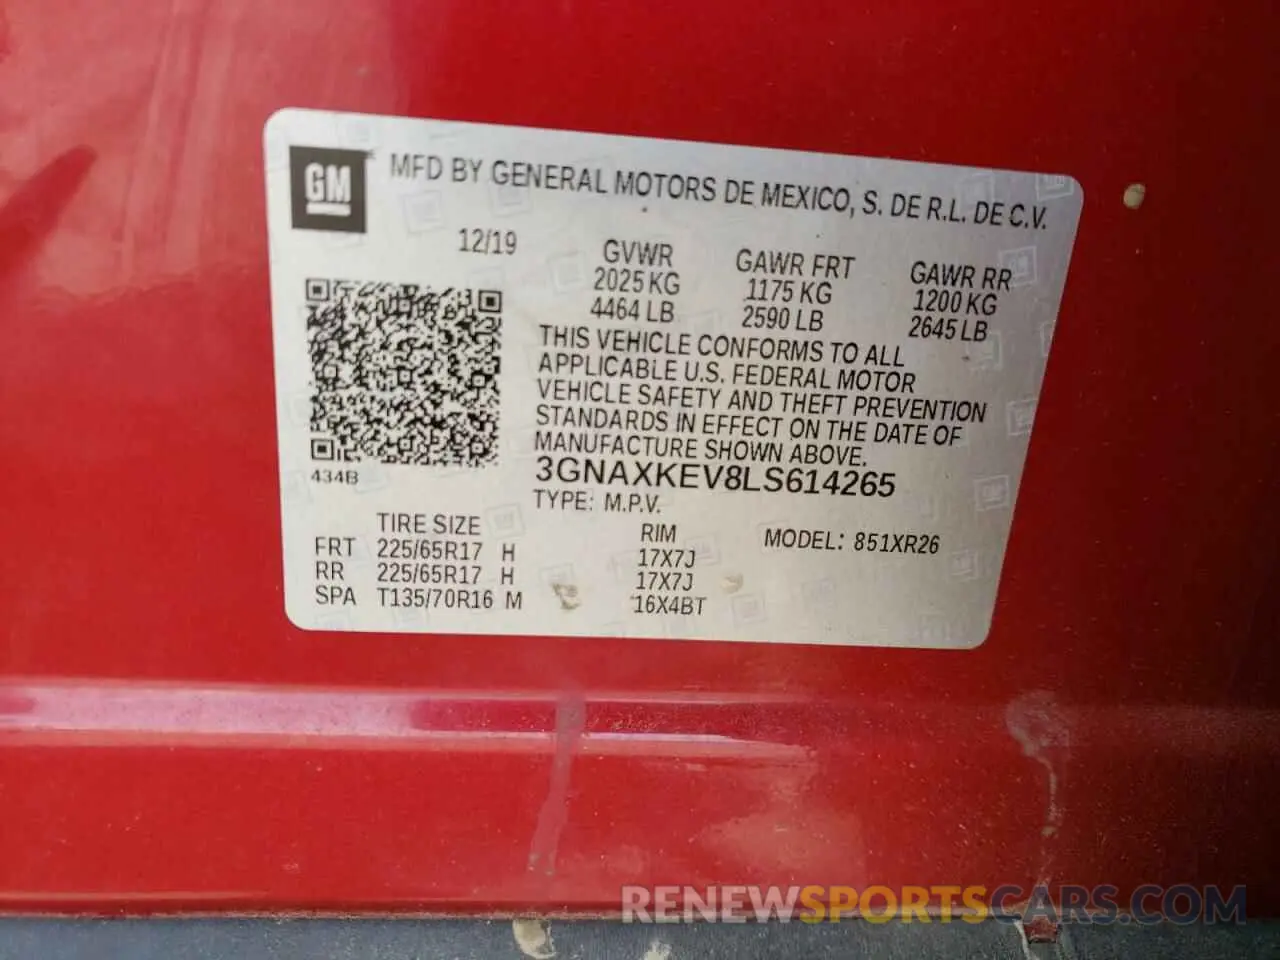 GM
MFD BY GENERAL MOTORS DE MEXICO, S. DE R.L. DE C.V.
12/19
GVWR
2025 KG
4464 LB
GAWR FRT
1175 KG
2590 LB
GAWR RR
1200 KG
2645 LB
THIS VEHICLE CONFORMS TO ALL
APPLICABLE U.S. FEDERAL MOTOR
VEHICLE SAFETY AND THEFT PREVENTION
STANDARDS IN EFFECT ON THE DATE OF
MANUFACTURE SHOWN ABOVE.
434B
3GNAXKEV8LS614265
TYPE: M.P.V.
TIRE SIZE
RIM
MODEL: 851XR26
FRT 225/65R17 H 17X7J
RR 225/65R17 H 17X7J
SPA T135/70R16 M 16X4BT
RENEWSPORTSCARS.COM